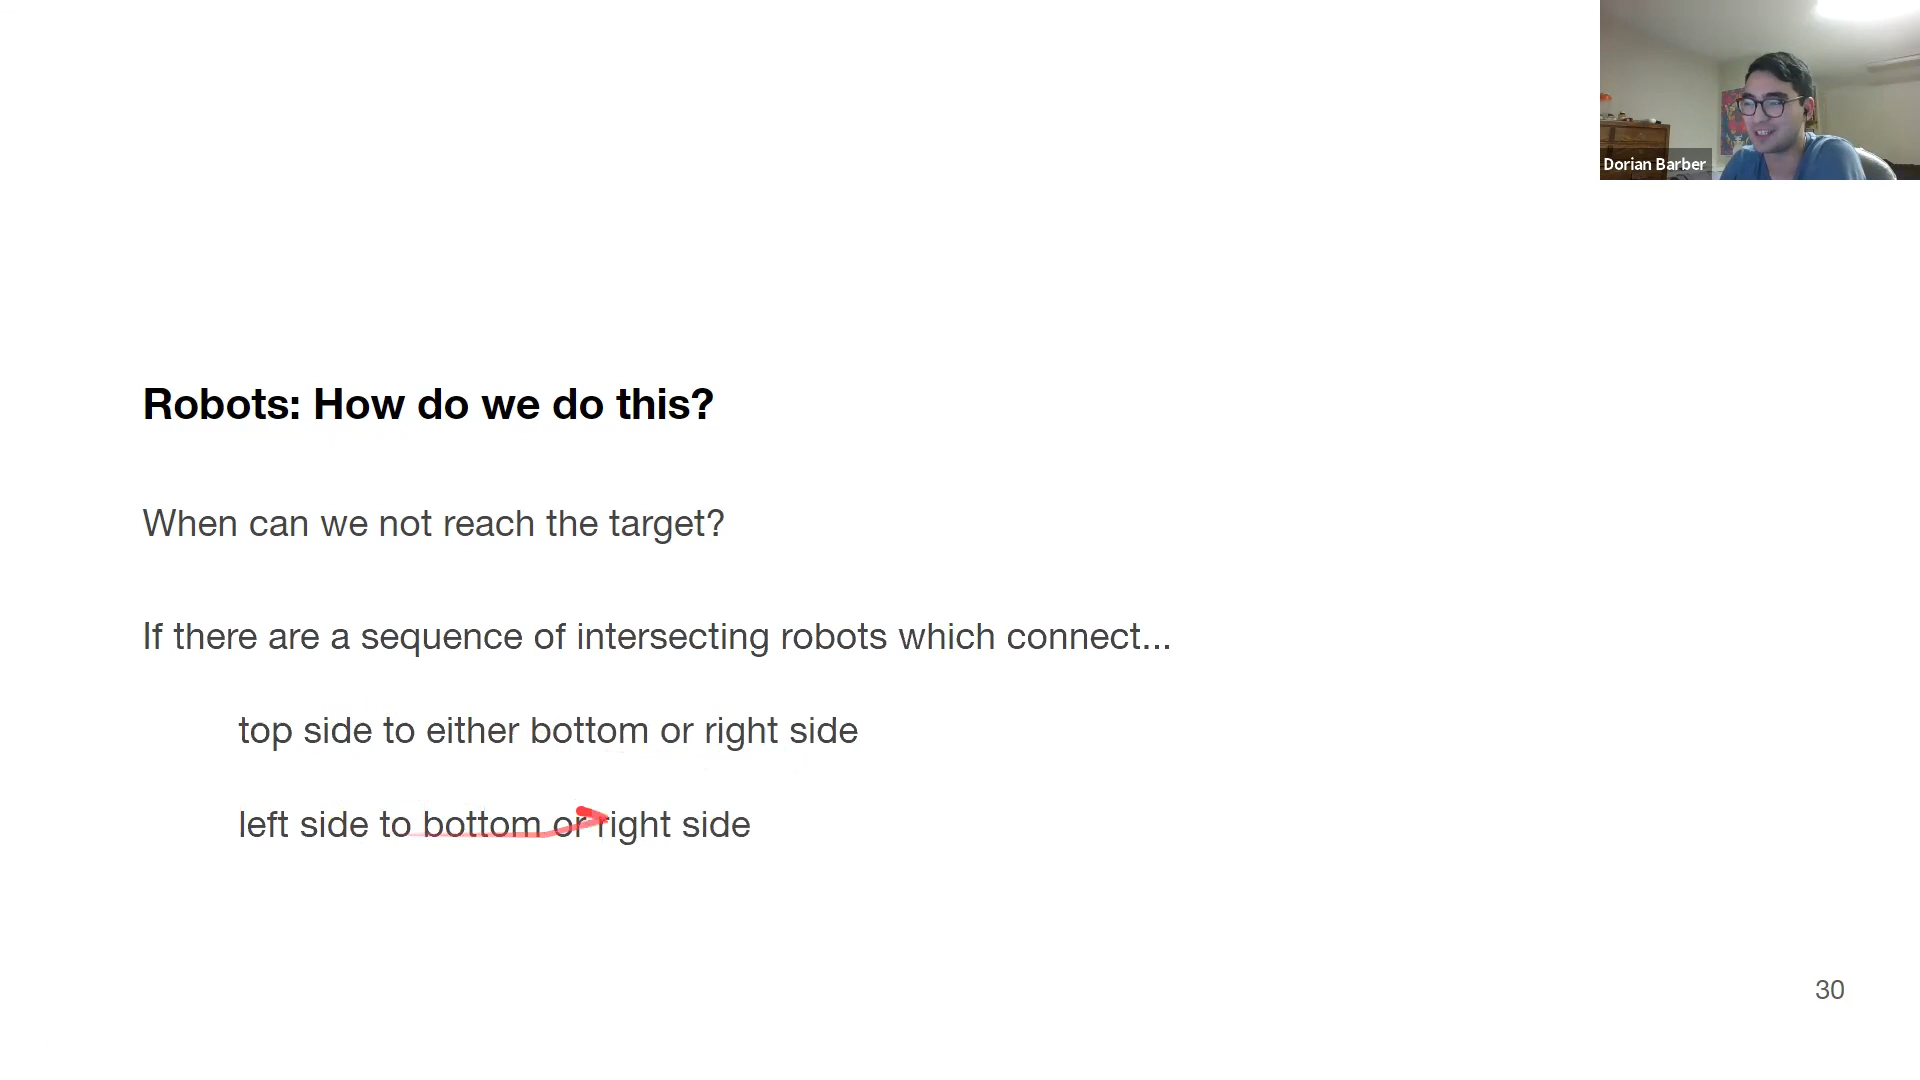 Dorian Barber
Robots: How do we do this?
When can we not reach the target?
If there are a sequence of intersecting robots which connect...
top side to either bottom or right side
left side to bottom or right side
30